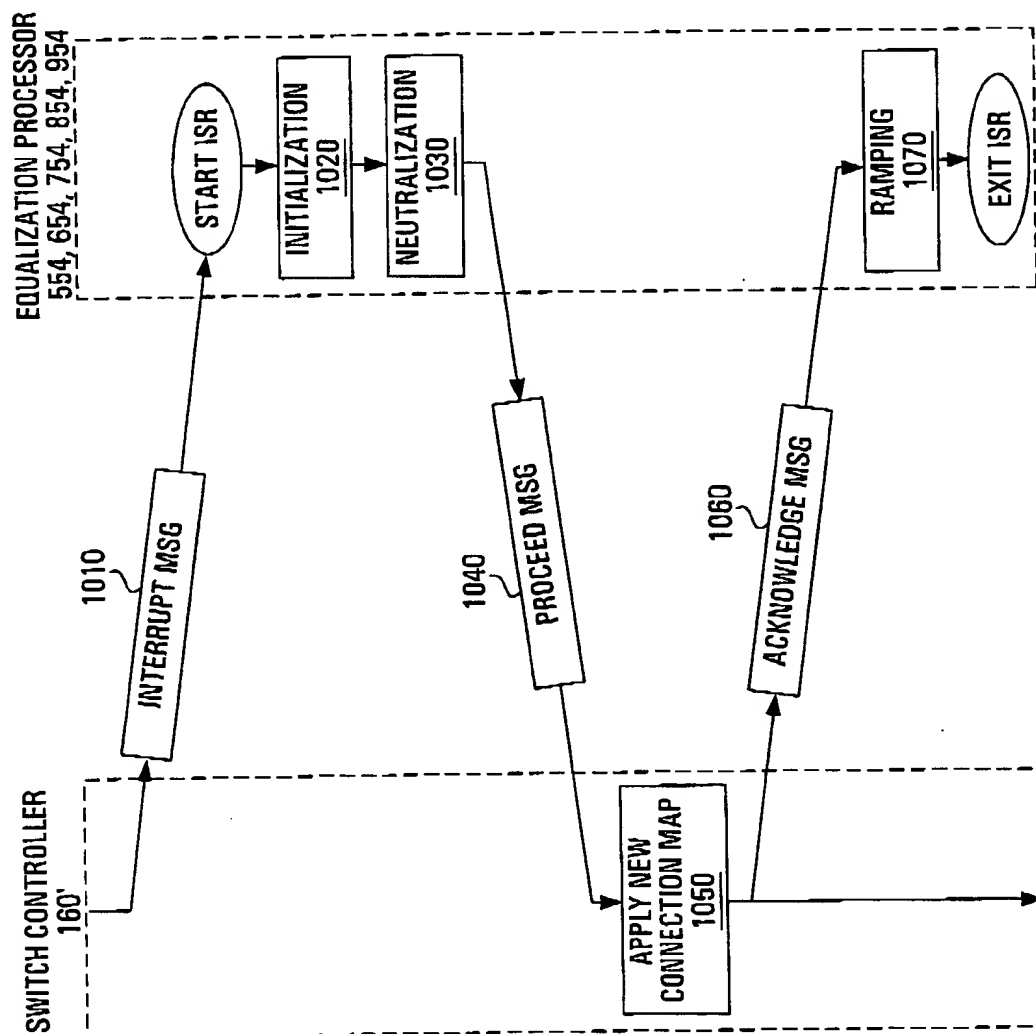 SWITCH CONTROLLER
160'
EQUALIZATION PROCESSOR
554, 654, 754, 854, 954
1010
INTERRUPT MSG
START ISR
INITIALIZATION
1020
NEUTRALIZATION
1030
1040
PROCEED MSG
APPLY NEW
CONNECTION MAP
1050
1060
ACKNOWLEDGE MSG
RAMPING
1070
EXIT ISR